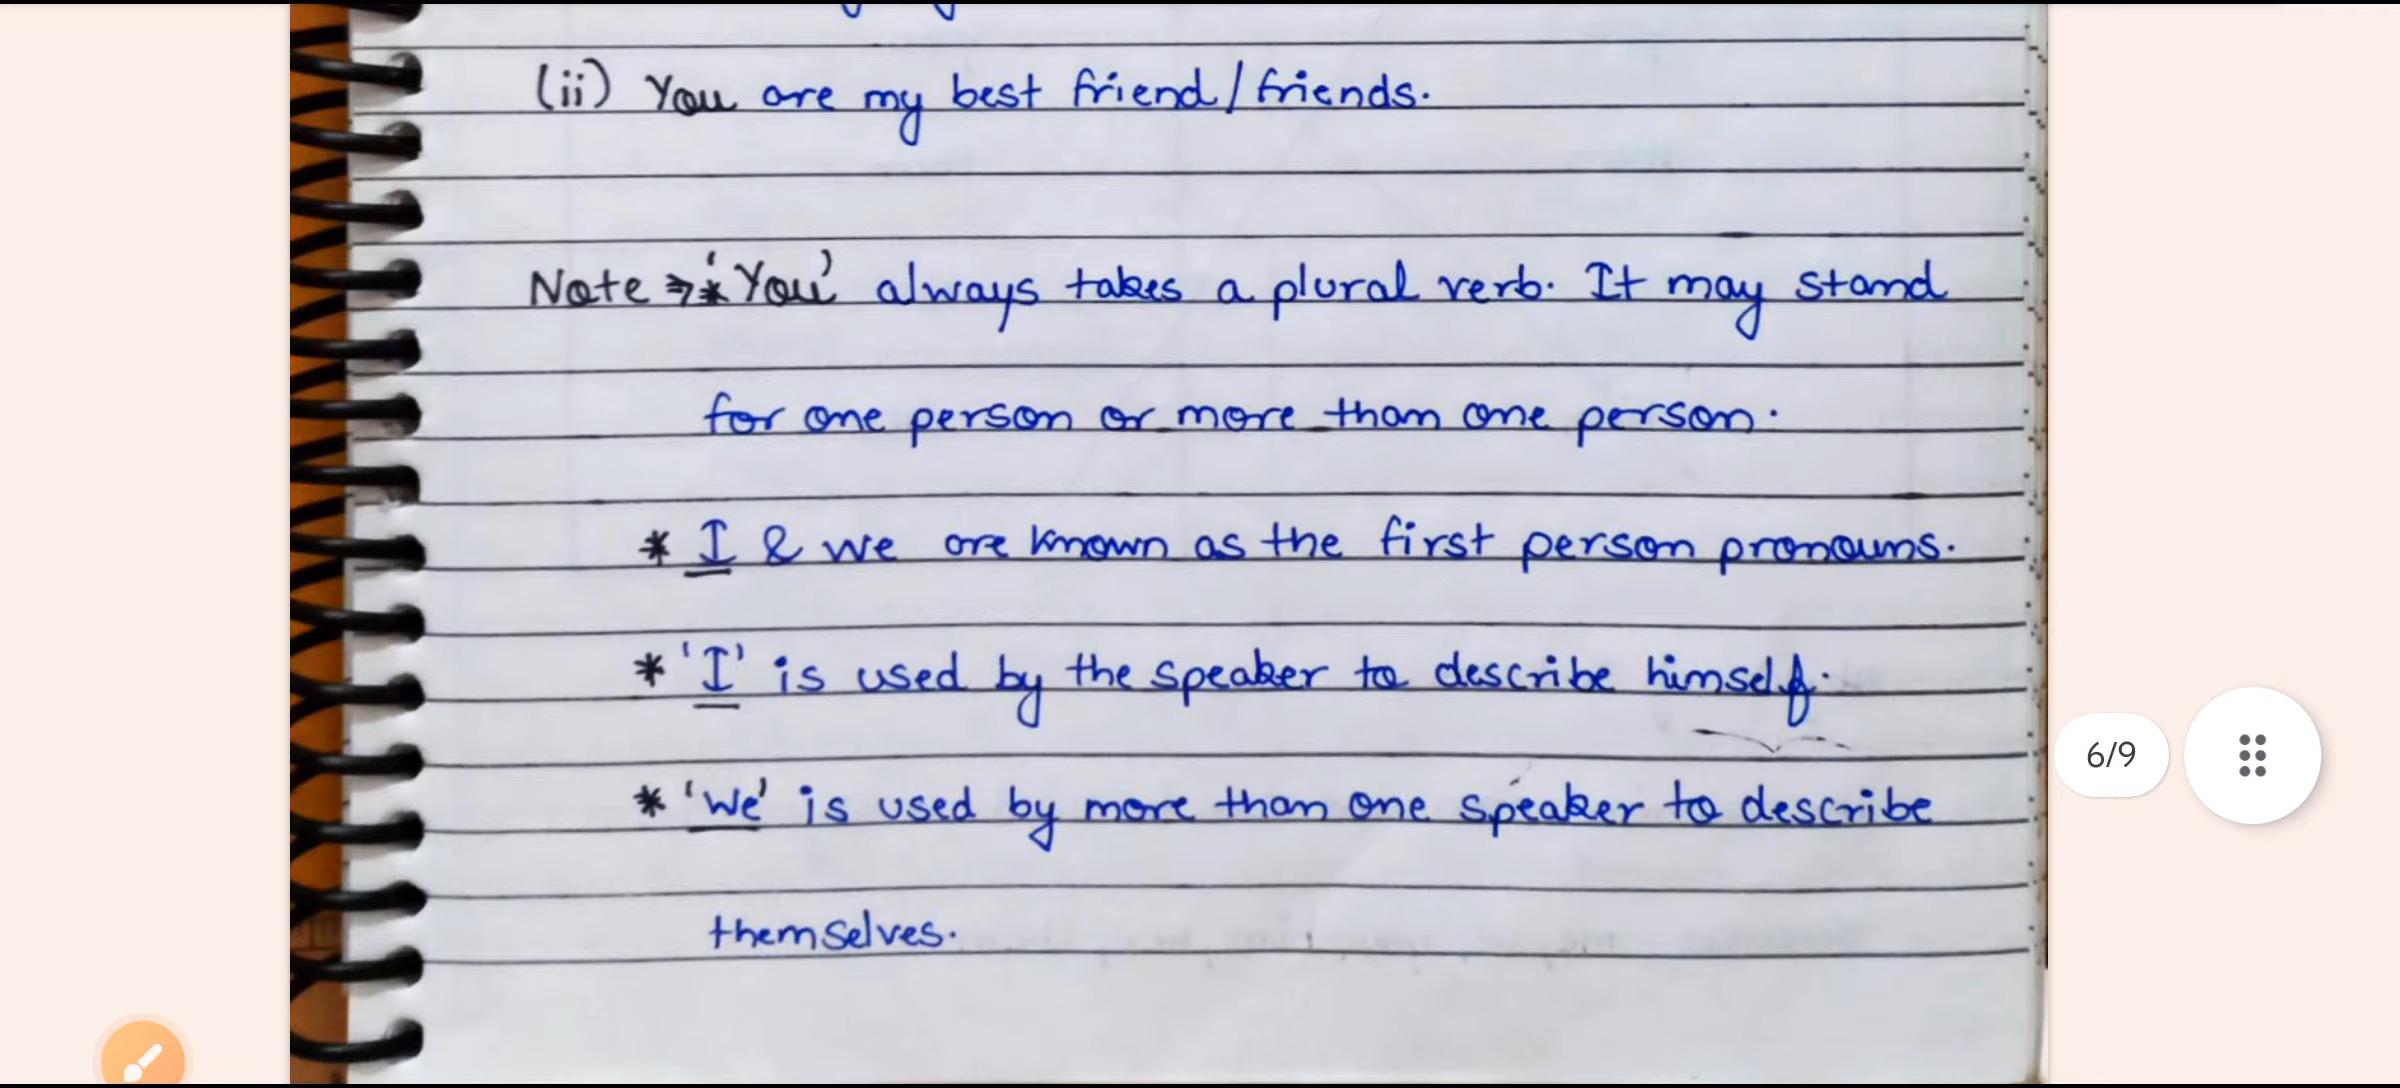 (ii) You are my best friend/friends.
Note ⇒* 'You' always takes a plural verb. It may stand
for one person or more than one person.
* I & we are known as the first person pronouns.
* 'I' is used by the speaker to describe himself.
* 'We' is used by more than one speaker to describe
themselves.
6/9